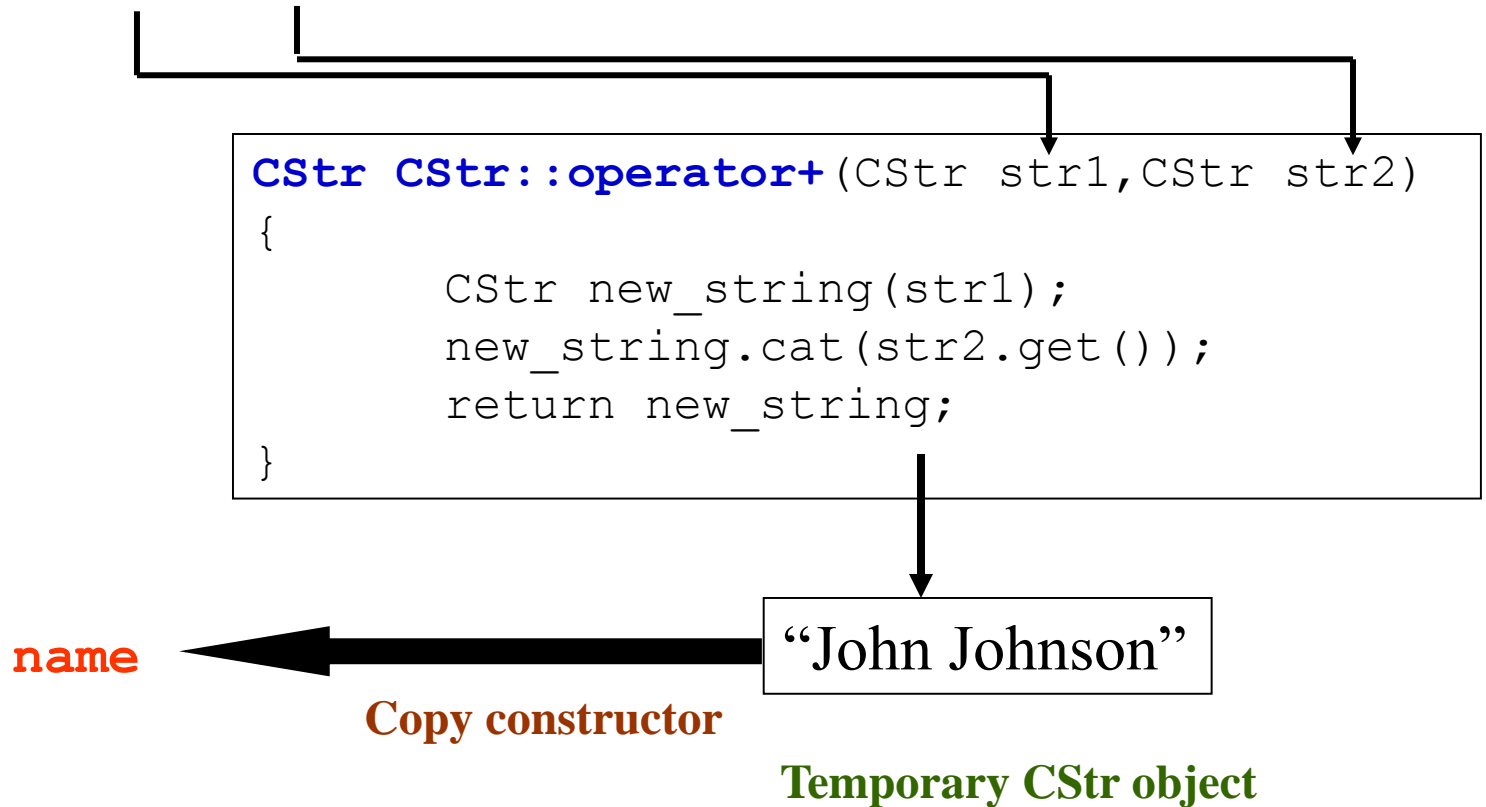 CStr CStr::operator+(CStr str1,CStr str2)
{
CStr new_string(str1);
new_string.cat(str2.get());
return new_string;
}
“John Johnson”
name
Copy constructor
Temporary CStr object